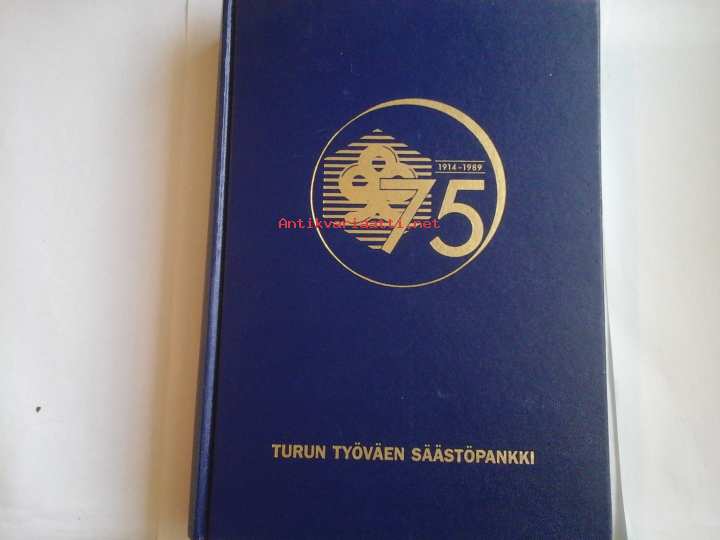 1914-1989
75
Antikvariaatti.net
TURUN TYÖVÄEN SÄÄSTÖPANKKI